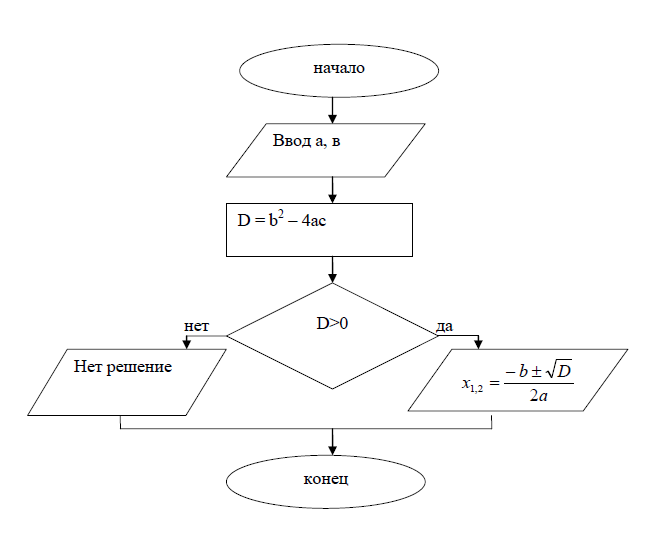 начало
Ввод а, в
D = b² – 4ac
D>0
нет
да
Нет решение
x₁,₂ = (−b ± √D) / 2a
конец